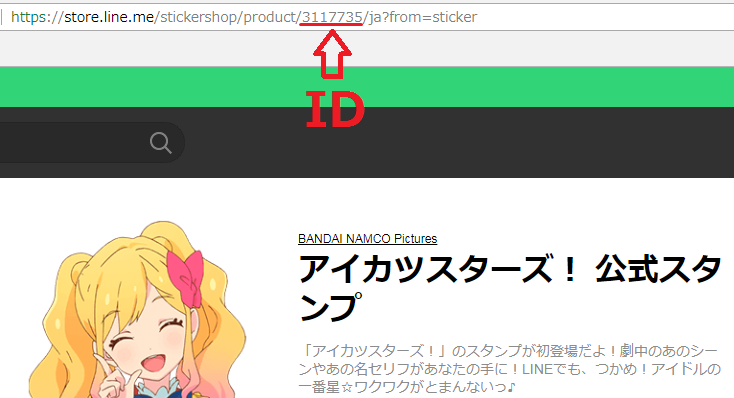 https://store.line.me/stickershop/product/3117735/ja?from=sticker
ID
BANDAI NAMCO Pictures
アイカツスターズ！ 公式スタ
ンプ
「アイカツスターズ！」のスタンプが初登場だよ！劇中のあのシー
ンやあの名セリフがあなたの手に！LINEでも、つかめ！アイドルの
一番星☆ワクワクがとまんないっ♪